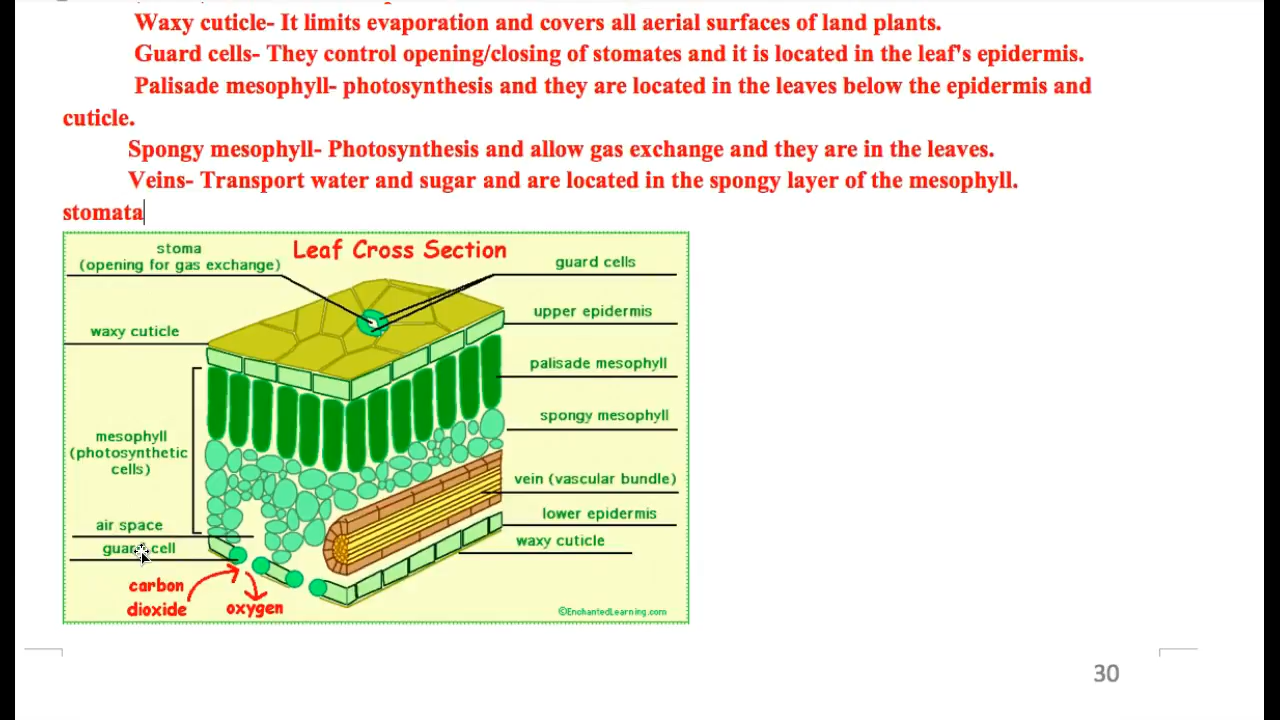 Waxy cuticle- It limits evaporation and covers all aerial surfaces of land plants.
Guard cells- They control opening/closing of stomates and it is located in the leaf's epidermis.
Palisade mesophyll- photosynthesis and they are located in the leaves below the epidermis and
cuticle.
Spongy mesophyll- Photosynthesis and allow gas exchange and they are in the leaves.
Veins- Transport water and sugar and are located in the spongy layer of the mesophyll.
stomata
Leaf Cross Section
stoma
(opening for gas exchange)
guard cells
upper epidermis
waxy cuticle
palisade mesophyll
spongy mesophyll
mesophyll
(photosynthetic
cells)
vein (vascular bundle)
lower epidermis
air space
waxy cuticle
guard cell
carbon
dioxide
oxygen
©EnchantedLearning.com
30